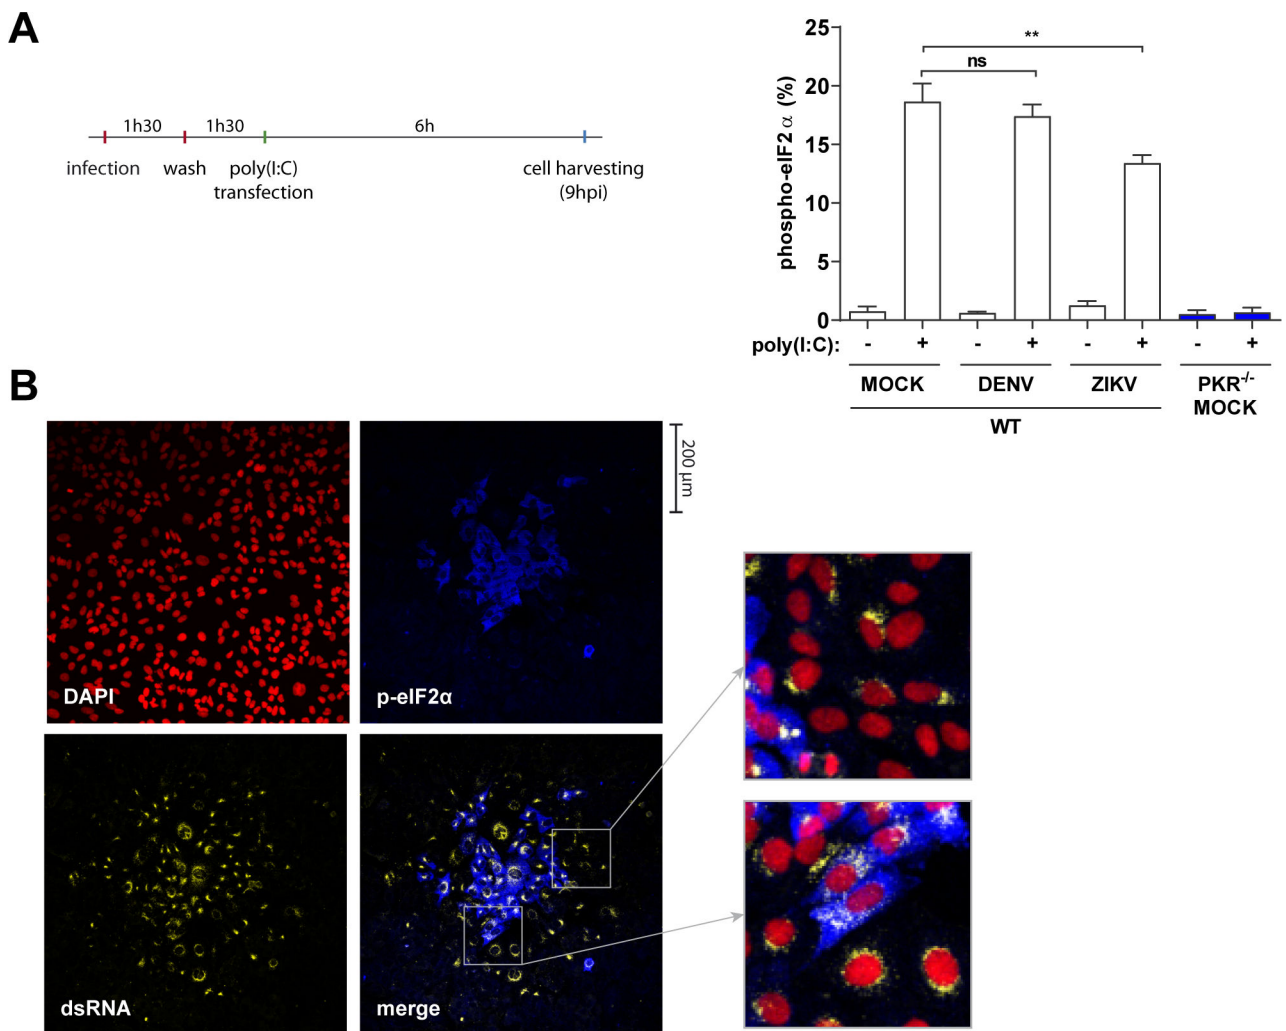 A
1h30 1h30 6h
infection wash poly(I:C) transfection cell harvesting (9hpi)
25
20
15
10
5
0
phospho-eIF2 α (%)
**
ns
poly(I:C): - + - + - + - +
MOCK DENV ZIKV PKR-/- MOCK
WT
B
DAPI
p-eIF2α
200 μm
dsRNA
merge